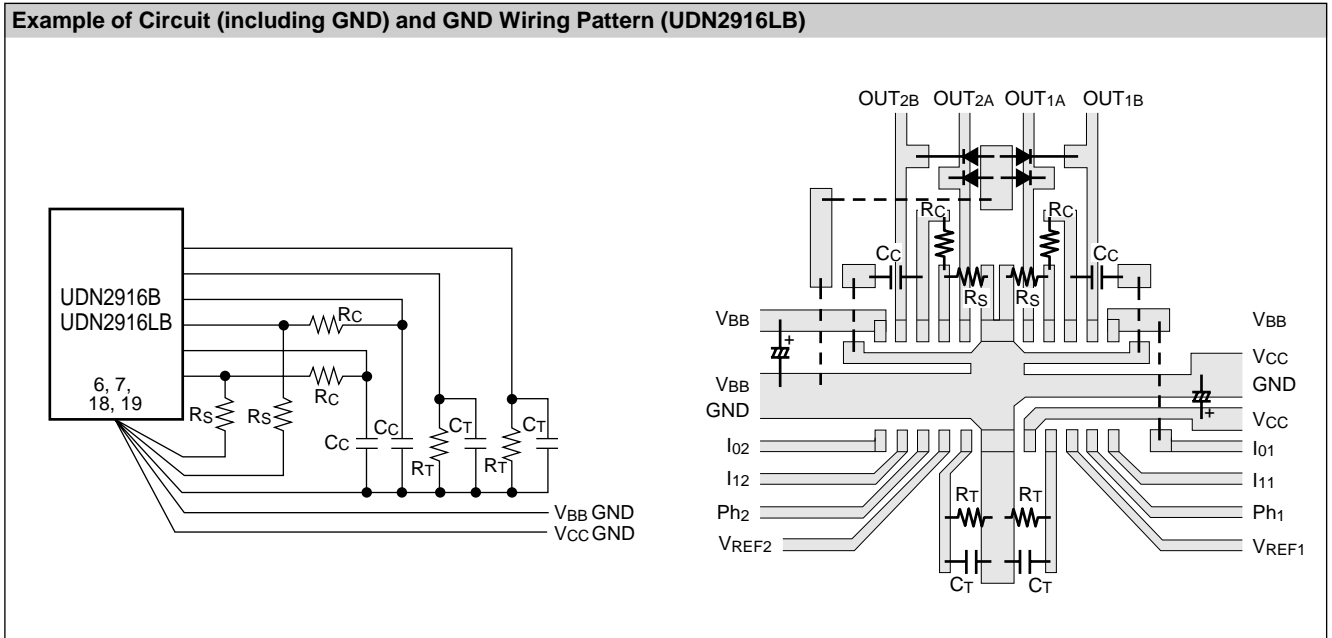 Example of Circuit (including GND) and GND Wiring Pattern (UDN2916LB)
UDN2916B
UDN2916LB
6, 7,
18, 19
RC
RC
RS
RS
CC
CC
CT
CT
RT
RT
VBB GND
VCC GND
OUT2B OUT2A OUT1A OUT1B
RC
RC
CC
CC
RS
RS
VBB
VBB
+
VCC
VBB
GND
GND
+
VCC
I02
I01
I12
I11
RT
RT
Ph2
Ph1
VREF2
VREF1
CT
CT